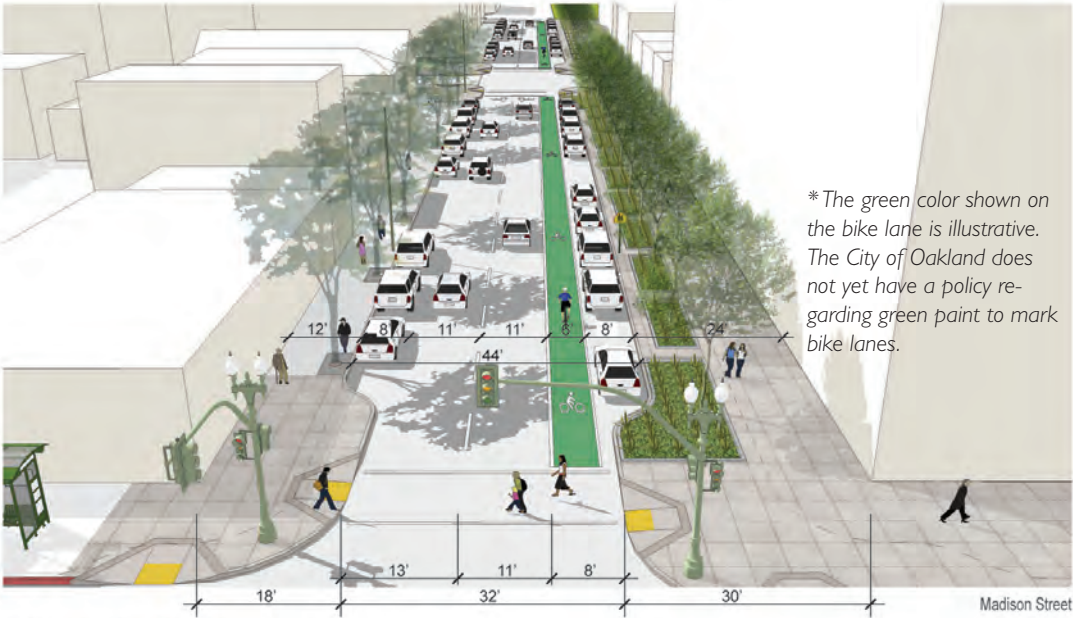 * The green color shown on
the bike lane is illustrative.
The City of Oakland does
not yet have a policy re-
garding green paint to mark
bike lanes.
12' 8' 11' 11' 6' 8' 24'
44'
13' 11' 8'
18' 32' 30'
Madison Street